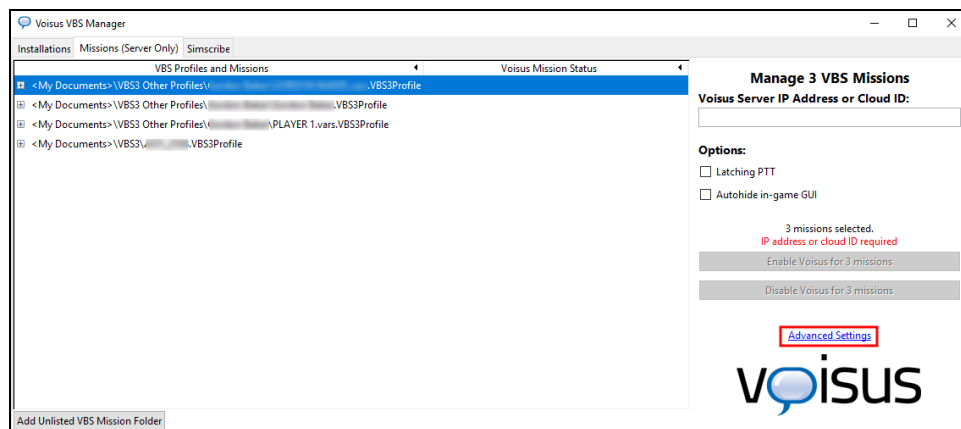 Voisus VBS Manager
Installations Missions (Server Only) Simscribe
VBS Profiles and Missions Voisus Mission Status
<My Documents>\VBS3 Other Profiles\ .VBS3Profile
<My Documents>\VBS3 Other Profiles\ .VBS3Profile
<My Documents>\VBS3 Other Profiles\ \PLAYER 1.vars.VBS3Profile
<My Documents>\VBS3\ .VBS3Profile
Manage 3 VBS Missions
Voisus Server IP Address or Cloud ID:
Options:
Latching PTT
Autohide in-game GUI
3 missions selected.
IP address or cloud ID required
Enable Voisus for 3 missions
Disable Voisus for 3 missions
Advanced Settings
voisus
Add Unlisted VBS Mission Folder